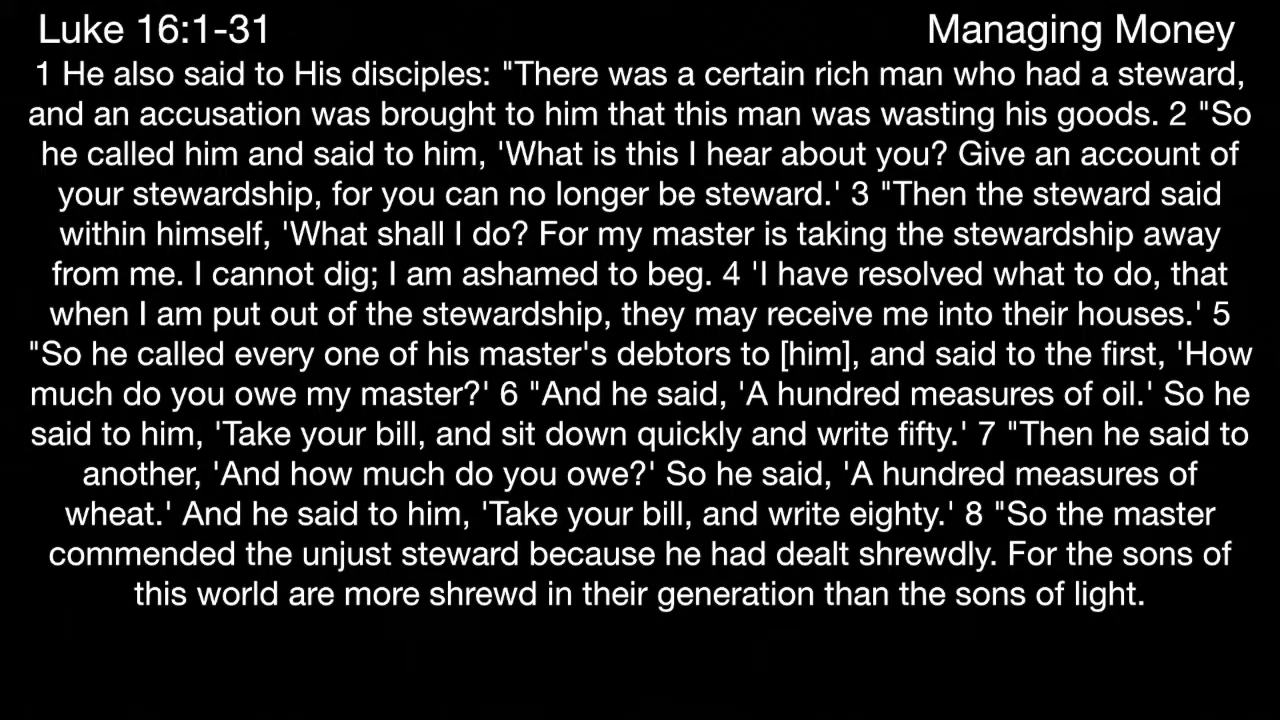 Luke 16:1-31 Managing Money
1 He also said to His disciples: "There was a certain rich man who had a steward,
and an accusation was brought to him that this man was wasting his goods. 2 "So
he called him and said to him, 'What is this I hear about you? Give an account of
your stewardship, for you can no longer be steward.' 3 "Then the steward said
within himself, 'What shall I do? For my master is taking the stewardship away
from me. I cannot dig; I am ashamed to beg. 4 'I have resolved what to do, that
when I am put out of the stewardship, they may receive me into their houses.' 5
"So he called every one of his master's debtors to [him], and said to the first, 'How
much do you owe my master?' 6 "And he said, 'A hundred measures of oil.' So he
said to him, 'Take your bill, and sit down quickly and write fifty.' 7 "Then he said to
another, 'And how much do you owe?' So he said, 'A hundred measures of
wheat.' And he said to him, 'Take your bill, and write eighty.' 8 "So the master
commended the unjust steward because he had dealt shrewdly. For the sons of
this world are more shrewd in their generation than the sons of light.